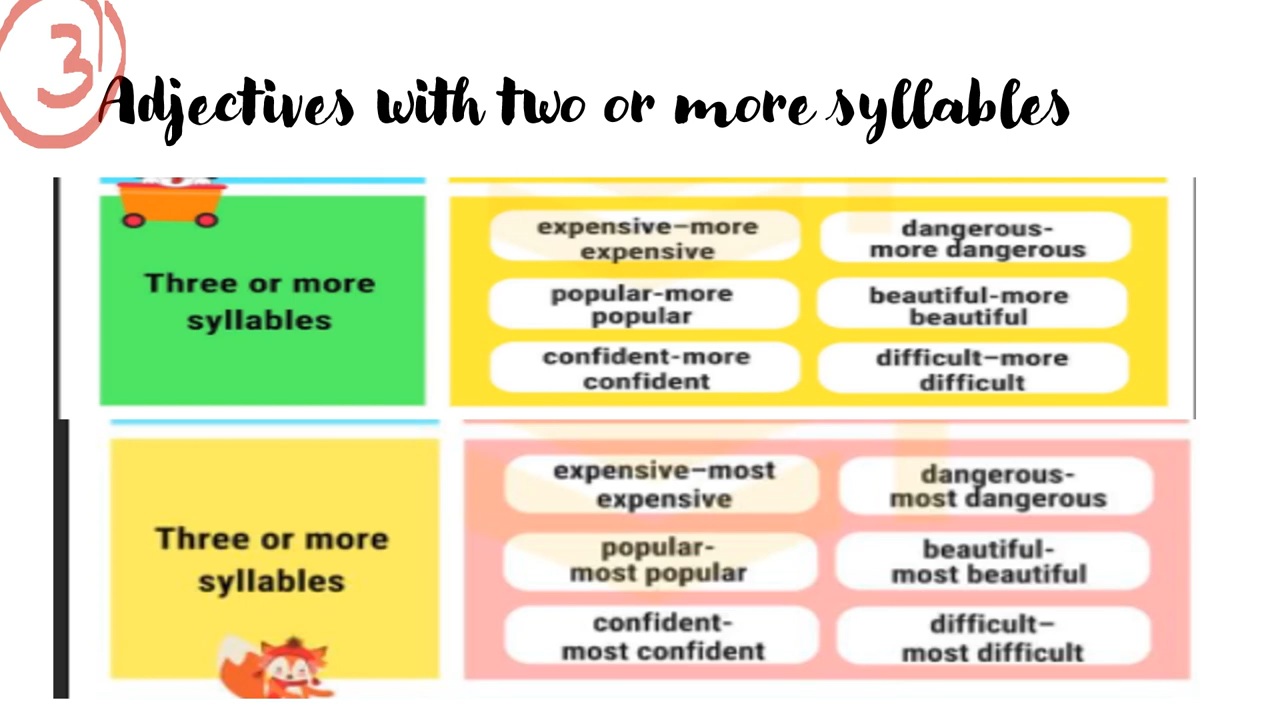 3
Adjectives with two or more syllables
Three or more
syllables
expensive–more
expensive
dangerous-
more dangerous
popular-more
popular
beautiful-more
beautiful
confident-more
confident
difficult–more
difficult
Three or more
syllables
expensive–most
expensive
dangerous-
most dangerous
popular-
most popular
beautiful-
most beautiful
confident-
most confident
difficult–
most difficult